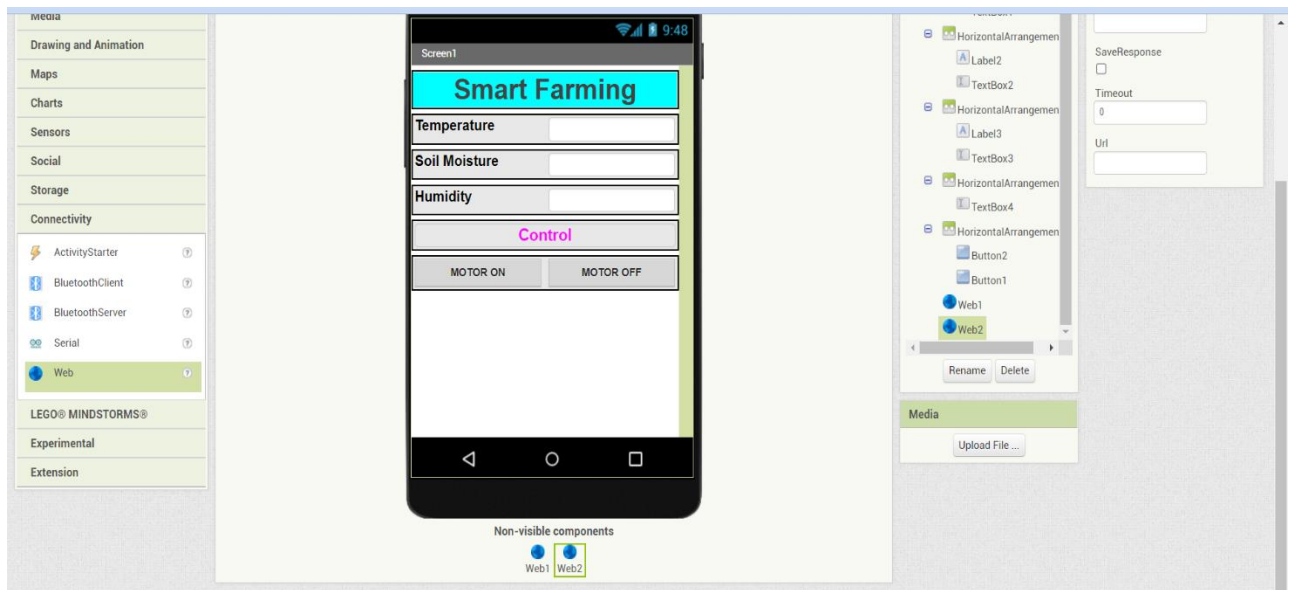 Media
Drawing and Animation
Maps
Charts
Sensors
Social
Storage
Connectivity
ActivityStarter
BluetoothClient
BluetoothServer
Serial
Web
LEGO® MINDSTORMS®
Experimental
Extension
9:48
Screen1
Smart Farming
Temperature
Soil Moisture
Humidity
Control
MOTOR ON MOTOR OFF
Non-visible components
Web1 Web2
HorizontalArrangemen
Label2
TextBox2
HorizontalArrangemen
Label3
TextBox3
HorizontalArrangemen
TextBox4
HorizontalArrangemen
Button2
Button1
Web1
Web2
Rename Delete
Media
Upload File ...
SaveResponse
Timeout
0
Url